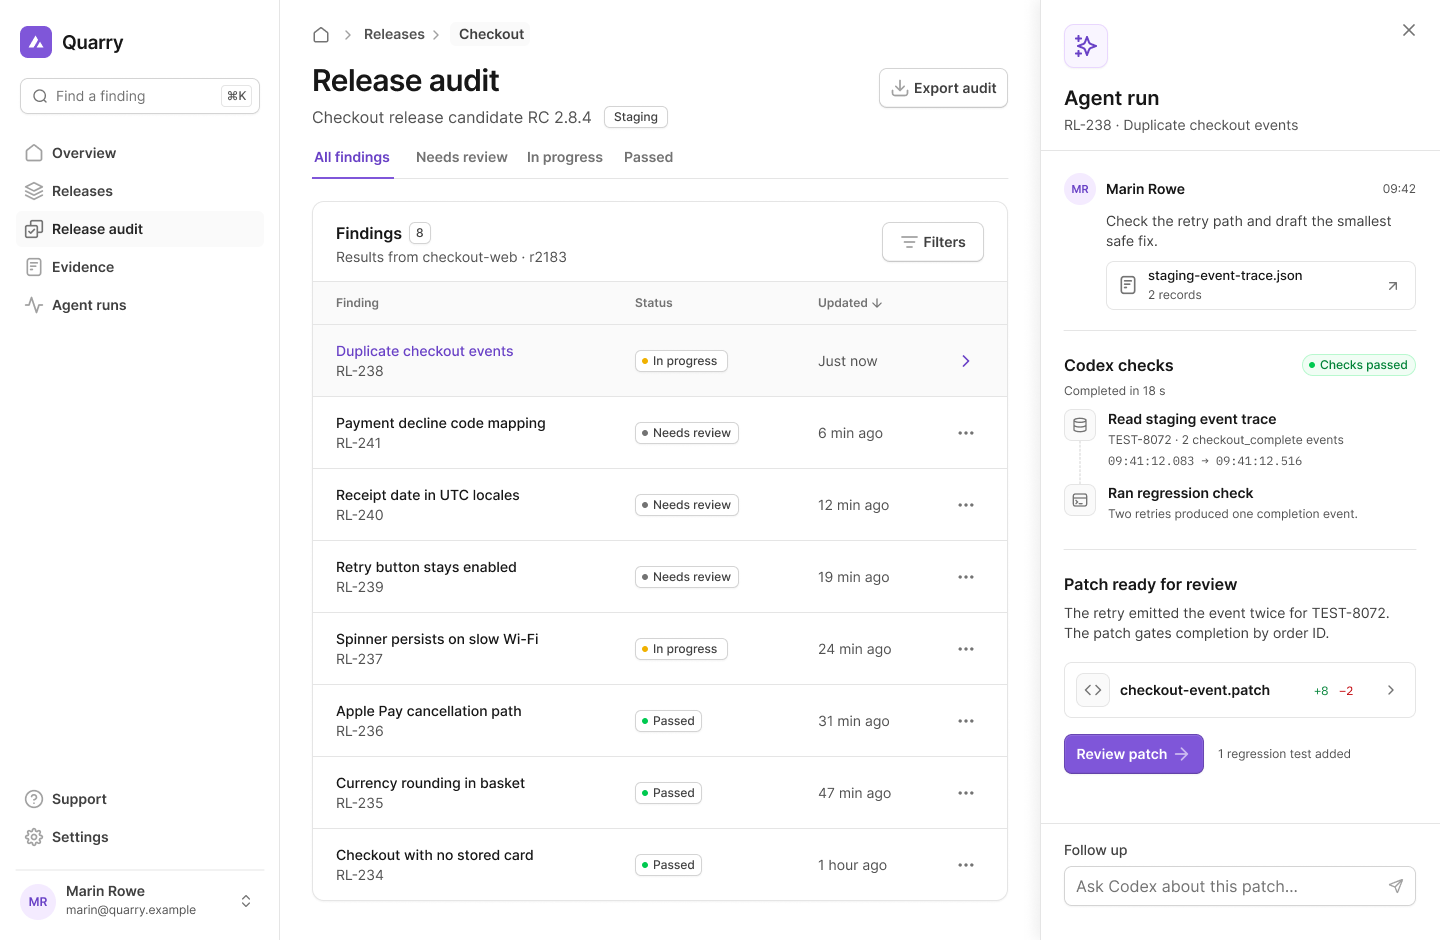 Quarry
Find a finding
⌘K
Overview
Releases
Release audit
Evidence
Agent runs
Support
Settings
MR
Marin Rowe
marin@quarry.example
Releases
Checkout
Release audit
Checkout release candidate RC 2.8.4
Staging
Export audit
All findings
Needs review
In progress
Passed
Findings
8
Results from checkout-web · r2183
Filters
Finding
Status
Updated ↓
Duplicate checkout events
RL-238
In progress
Just now
Payment decline code mapping
RL-241
Needs review
6 min ago
Receipt date in UTC locales
RL-240
Needs review
12 min ago
Retry button stays enabled
RL-239
Needs review
19 min ago
Spinner persists on slow Wi-Fi
RL-237
In progress
24 min ago
Apple Pay cancellation path
RL-236
Passed
31 min ago
Currency rounding in basket
RL-235
Passed
47 min ago
Checkout with no stored card
RL-234
Passed
1 hour ago
Agent run
RL-238 · Duplicate checkout events
MR
Marin Rowe
09:42
Check the retry path and draft the smallest
safe fix.
staging-event-trace.json
2 records
Codex checks
Checks passed
Completed in 18 s
Read staging event trace
TEST-8072 · 2 checkout_complete events
09:41:12.083 → 09:41:12.516
Ran regression check
Two retries produced one completion event.
Patch ready for review
The retry emitted the event twice for TEST-8072.
The patch gates completion by order ID.
checkout-event.patch
+8 −2
Review patch →
1 regression test added
Follow up
Ask Codex about this patch...